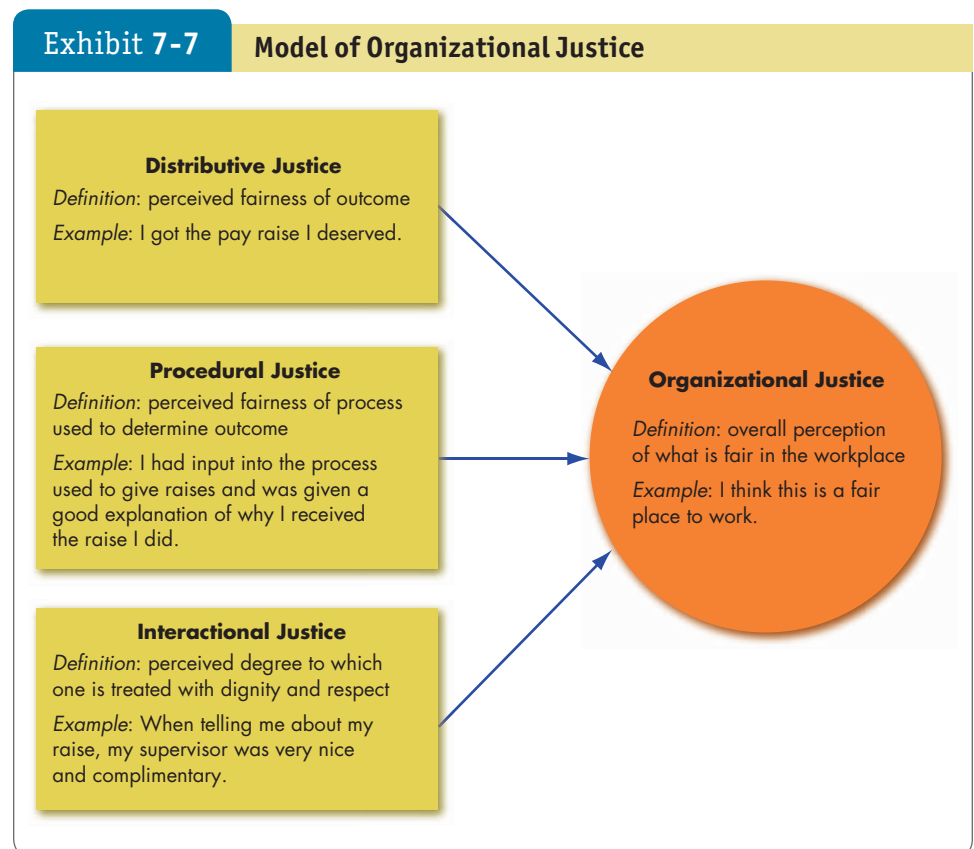 Exhibit 7-7
Model of Organizational Justice
Distributive Justice
Definition: perceived fairness of outcome
Example: I got the pay raise I deserved.
Procedural Justice
Definition: perceived fairness of process
used to determine outcome
Example: I had input into the process
used to give raises and was given a
good explanation of why I received
the raise I did.
Interactional Justice
Definition: perceived degree to which
one is treated with dignity and respect
Example: When telling me about my
raise, my supervisor was very nice
and complimentary.
Organizational Justice
Definition: overall perception
of what is fair in the workplace
Example: I think this is a fair
place to work.